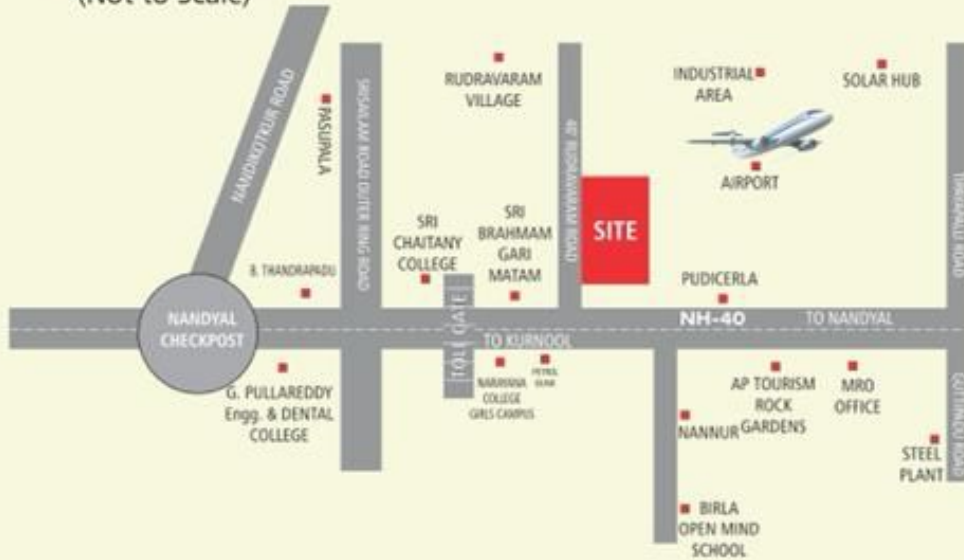 (Not to Scale)
NANDIKOTKUR ROAD
PASUPALA
SRISAILAM ROAD OUTER RING ROAD
RUDRAVARAM
VILLAGE
40' RUDRAVARAM ROAD
INDUSTRIAL
AREA
SOLAR HUB
AIRPORT
SITE
SRI
CHAITANY
COLLEGE
SRI
BRAHMAM
GARI
MATAM
B. THANDRAPADU
PUDICERLA
NANDYAL
CHECKPOST
TOLL GATE
NH-40
TO NANDYAL
TO KURNOOL
G. PULLAREDDY
Engg. & DENTAL
COLLEGE
NARAYANA
COLLEGE
GIRLS CAMPUS
PETROL
NANNUR
AP TOURISM
ROCK
GARDENS
MRO
OFFICE
STEEL
PLANT
ROAD
ROAD
BIRLA
OPEN MIND
SCHOOL